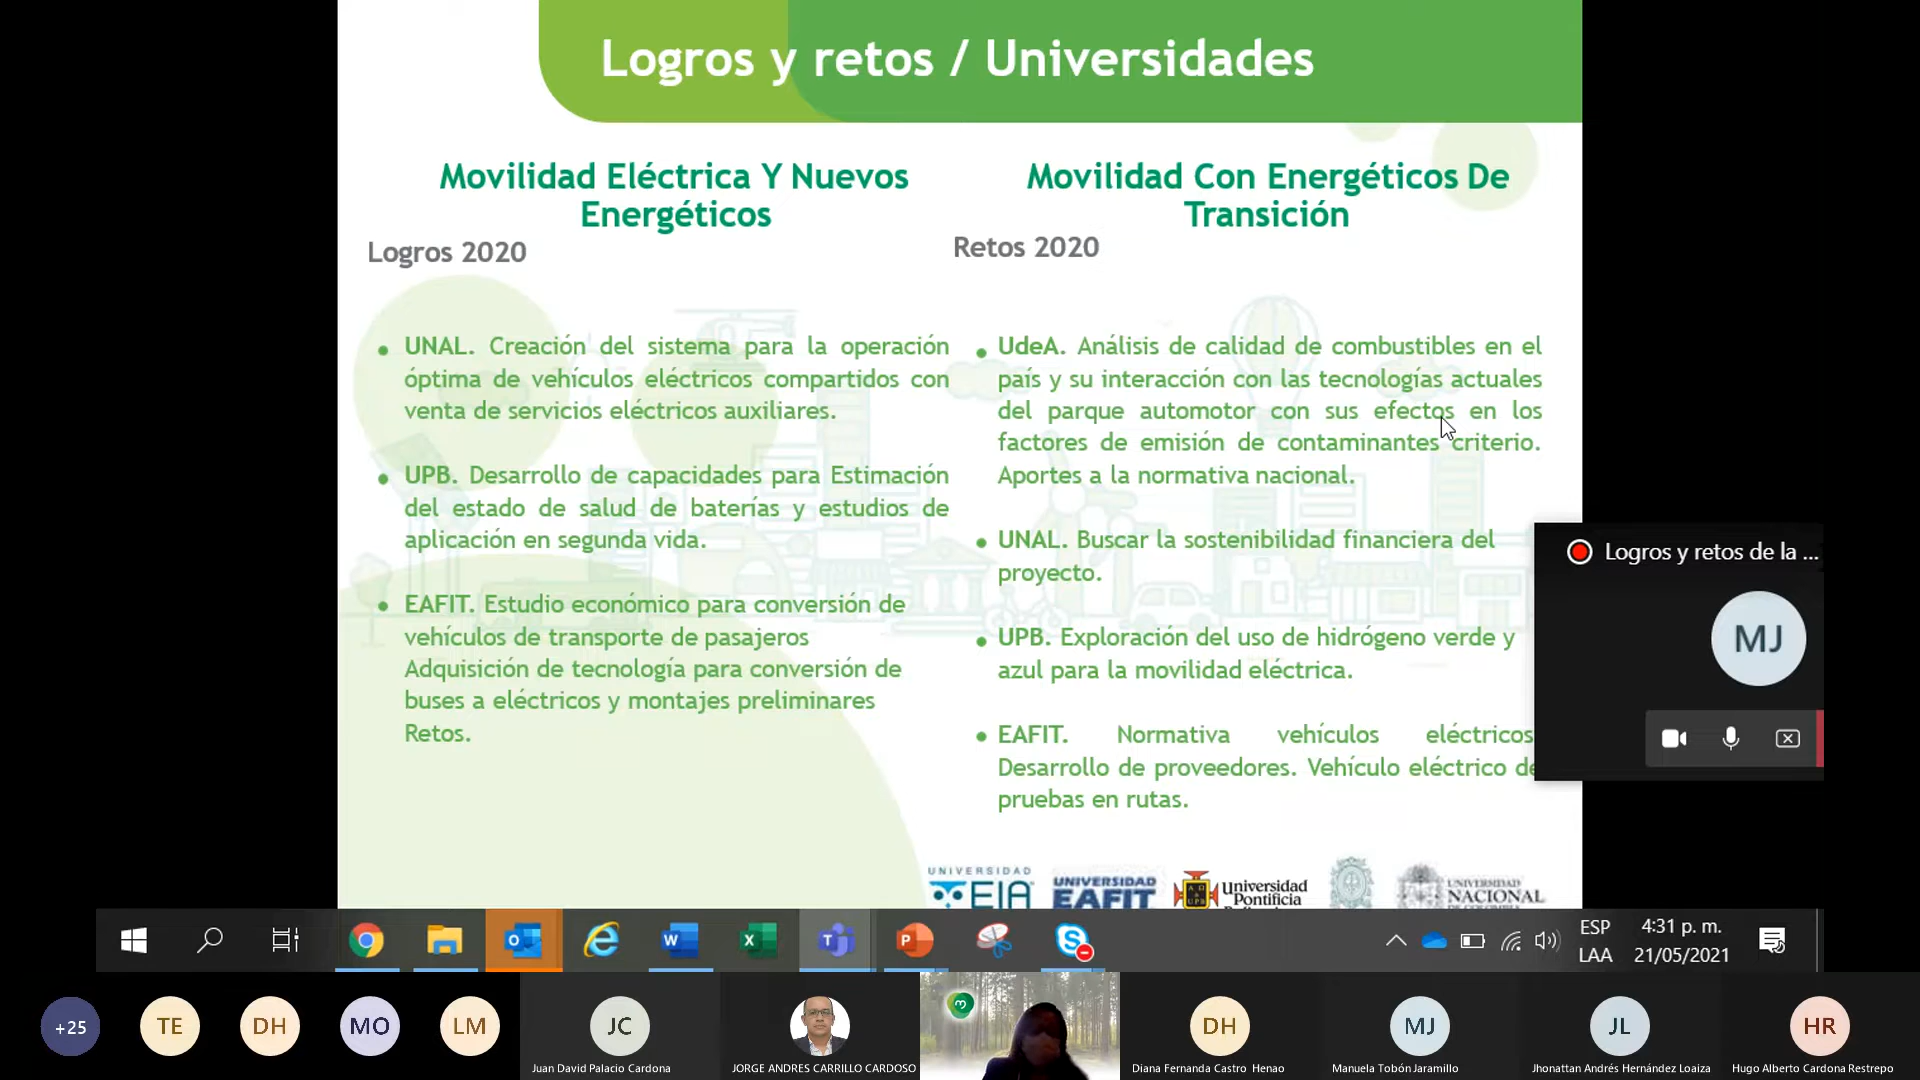 Logros y retos / Universidades
Movilidad Eléctrica Y Nuevos
Energéticos
Logros 2020
UNAL. Creación del sistema para la operación
óptima de vehículos eléctricos compartidos con
venta de servicios eléctricos auxiliares.
UPB. Desarrollo de capacidades para Estimación
del estado de salud de baterías y estudios de
aplicación en segunda vida.
EAFIT. Estudio económico para conversión de
vehículos de transporte de pasajeros
Adquisición de tecnología para conversión de
buses a eléctricos y montajes preliminares
Retos.
Movilidad Con Energéticos De
Transición
Retos 2020
UdeA. Análisis de calidad de combustibles en el
país y su interacción con las tecnologías actuales
del parque automotor con sus efectos en los
factores de emisión de contaminantes criterio.
Aportes a la normativa nacional.
UNAL. Buscar la sostenibilidad financiera del
proyecto.
UPB. Exploración del uso de hidrógeno verde y
azul para la movilidad eléctrica.
EAFIT. Normativa vehículos eléctricos
Desarrollo de proveedores. Vehículo eléctrico de
pruebas en rutas.
Logros y retos de la ...
MJ
UNIVERSIDAD
EIA
UNIVERSIDAD
EAFIT
Universidad
Pontificia
UNIVERSIDAD
NACIONAL
ESP
LAA
4:31 p. m.
21/05/2021
+25
TE
DH
MO
LM
JC
Juan David Palacio Cardona
JORGE ANDRES CARRILLO CARDOSO
DH
Diana Fernanda Castro Henao
MJ
Manuela Tobón Jaramillo
JL
Jhonattan Andrés Hernández Loaiza
HR
Hugo Alberto Cardona Restrepo